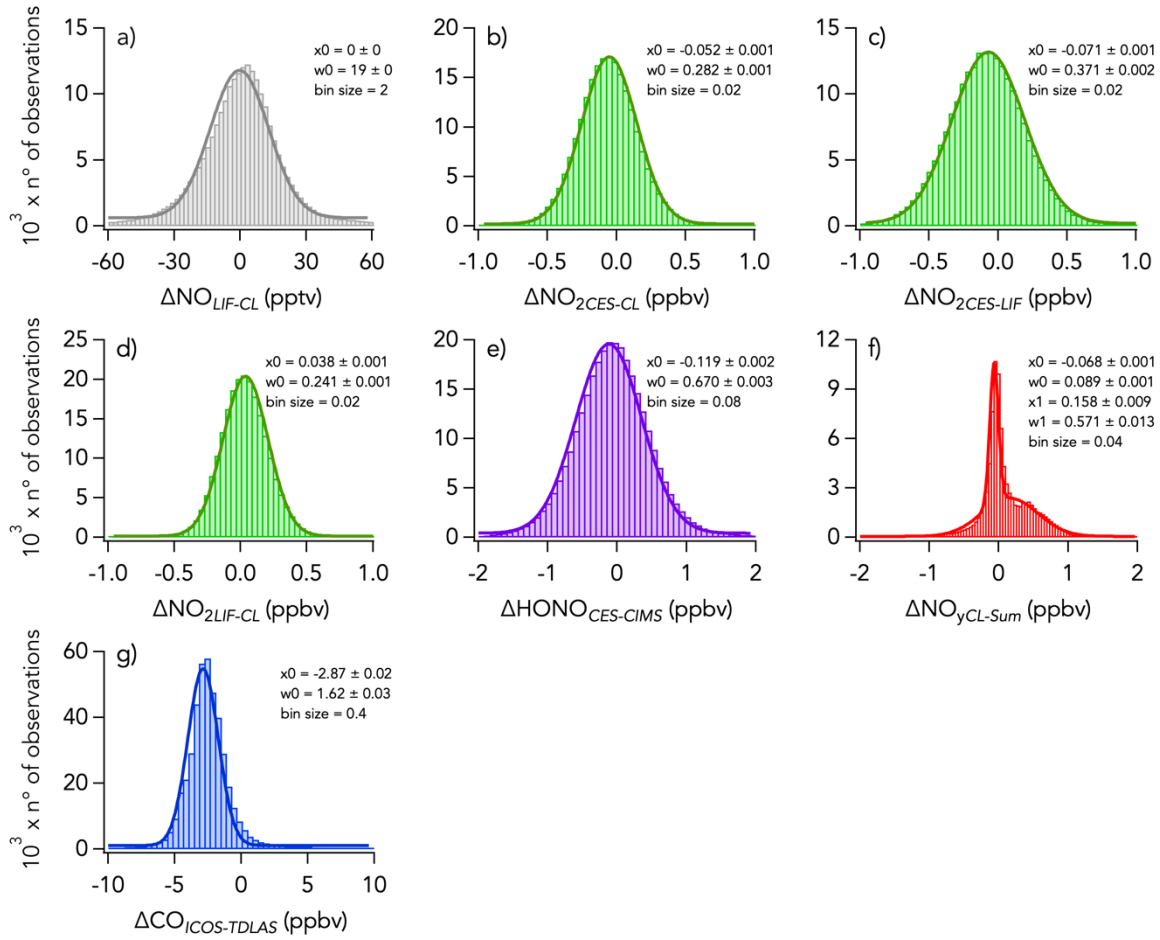 a)
x0 = 0 ± 0
w0 = 19 ± 0
bin size = 2
15
10
5
0
-60
-30
0
30
60
10³ x n° of observations
ΔNO LIF-CL (pptv)
b)
x0 = -0.052 ± 0.001
w0 = 0.282 ± 0.001
bin size = 0.02
20
15
10
5
0
-1.0
-0.5
0.0
0.5
1.0
ΔNO2CES-CL (ppbv)
c)
x0 = -0.071 ± 0.001
w0 = 0.371 ± 0.002
bin size = 0.02
15
10
5
0
-1.0
-0.5
0.0
0.5
1.0
ΔNO2CES-LIF (ppbv)
d)
x0 = 0.038 ± 0.001
w0 = 0.241 ± 0.001
bin size = 0.02
25
20
15
10
5
0
-1.0
-0.5
0.0
0.5
1.0
10³ x n° of observations
ΔNO2LIF-CL (ppbv)
e)
x0 = -0.119 ± 0.002
w0 = 0.670 ± 0.003
bin size = 0.08
20
15
10
5
0
-2
-1
0
1
2
ΔHONOCES-CIMS (ppbv)
f)
x0 = -0.068 ± 0.001
w0 = 0.089 ± 0.001
x1 = 0.158 ± 0.009
w1 = 0.571 ± 0.013
bin size = 0.04
12
9
6
3
0
-2
-1
0
1
2
ΔNOyCL-Sum (ppbv)
g)
x0 = -2.87 ± 0.02
w0 = 1.62 ± 0.03
bin size = 0.4
60
40
20
0
-10
-5
0
5
10
10³ x n° of observations
ΔCOICOS-TDLAS (ppbv)